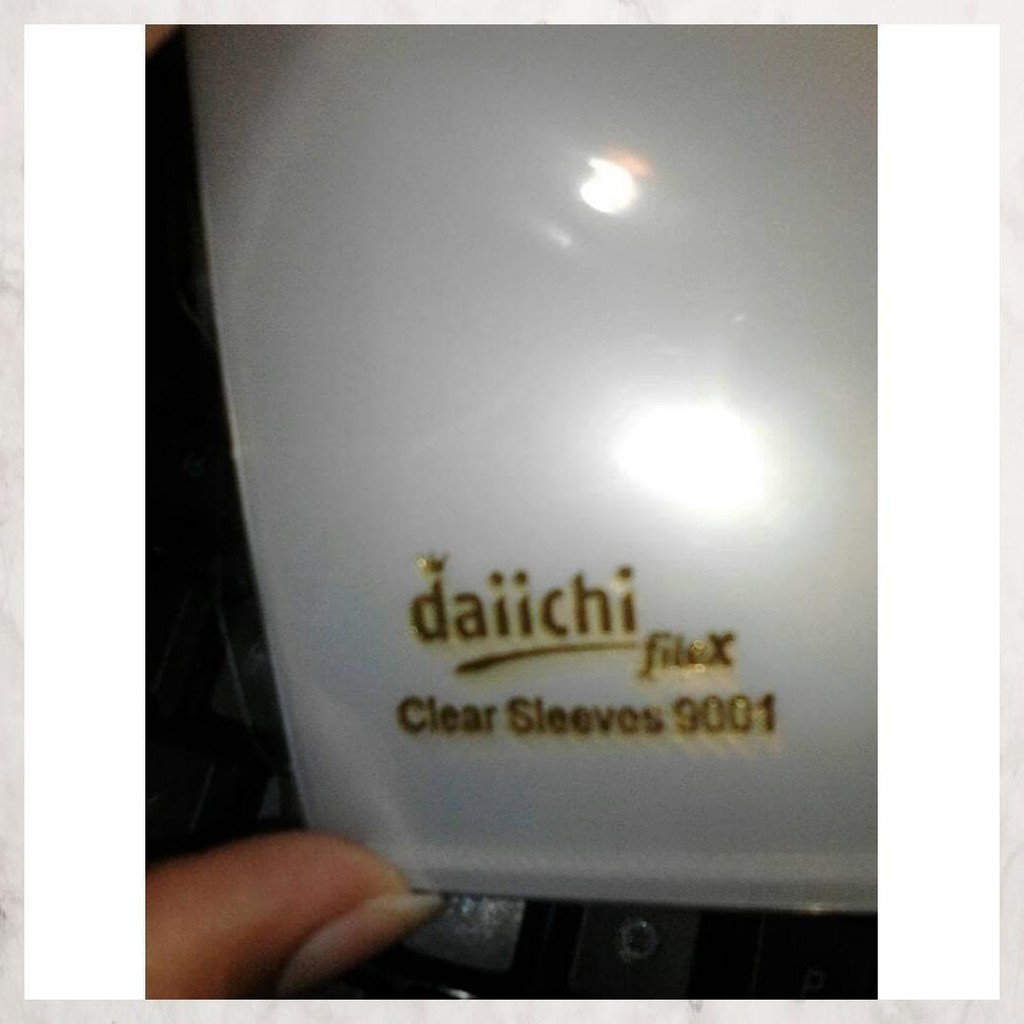 daiichi
filex
Clear Sleeves 9001